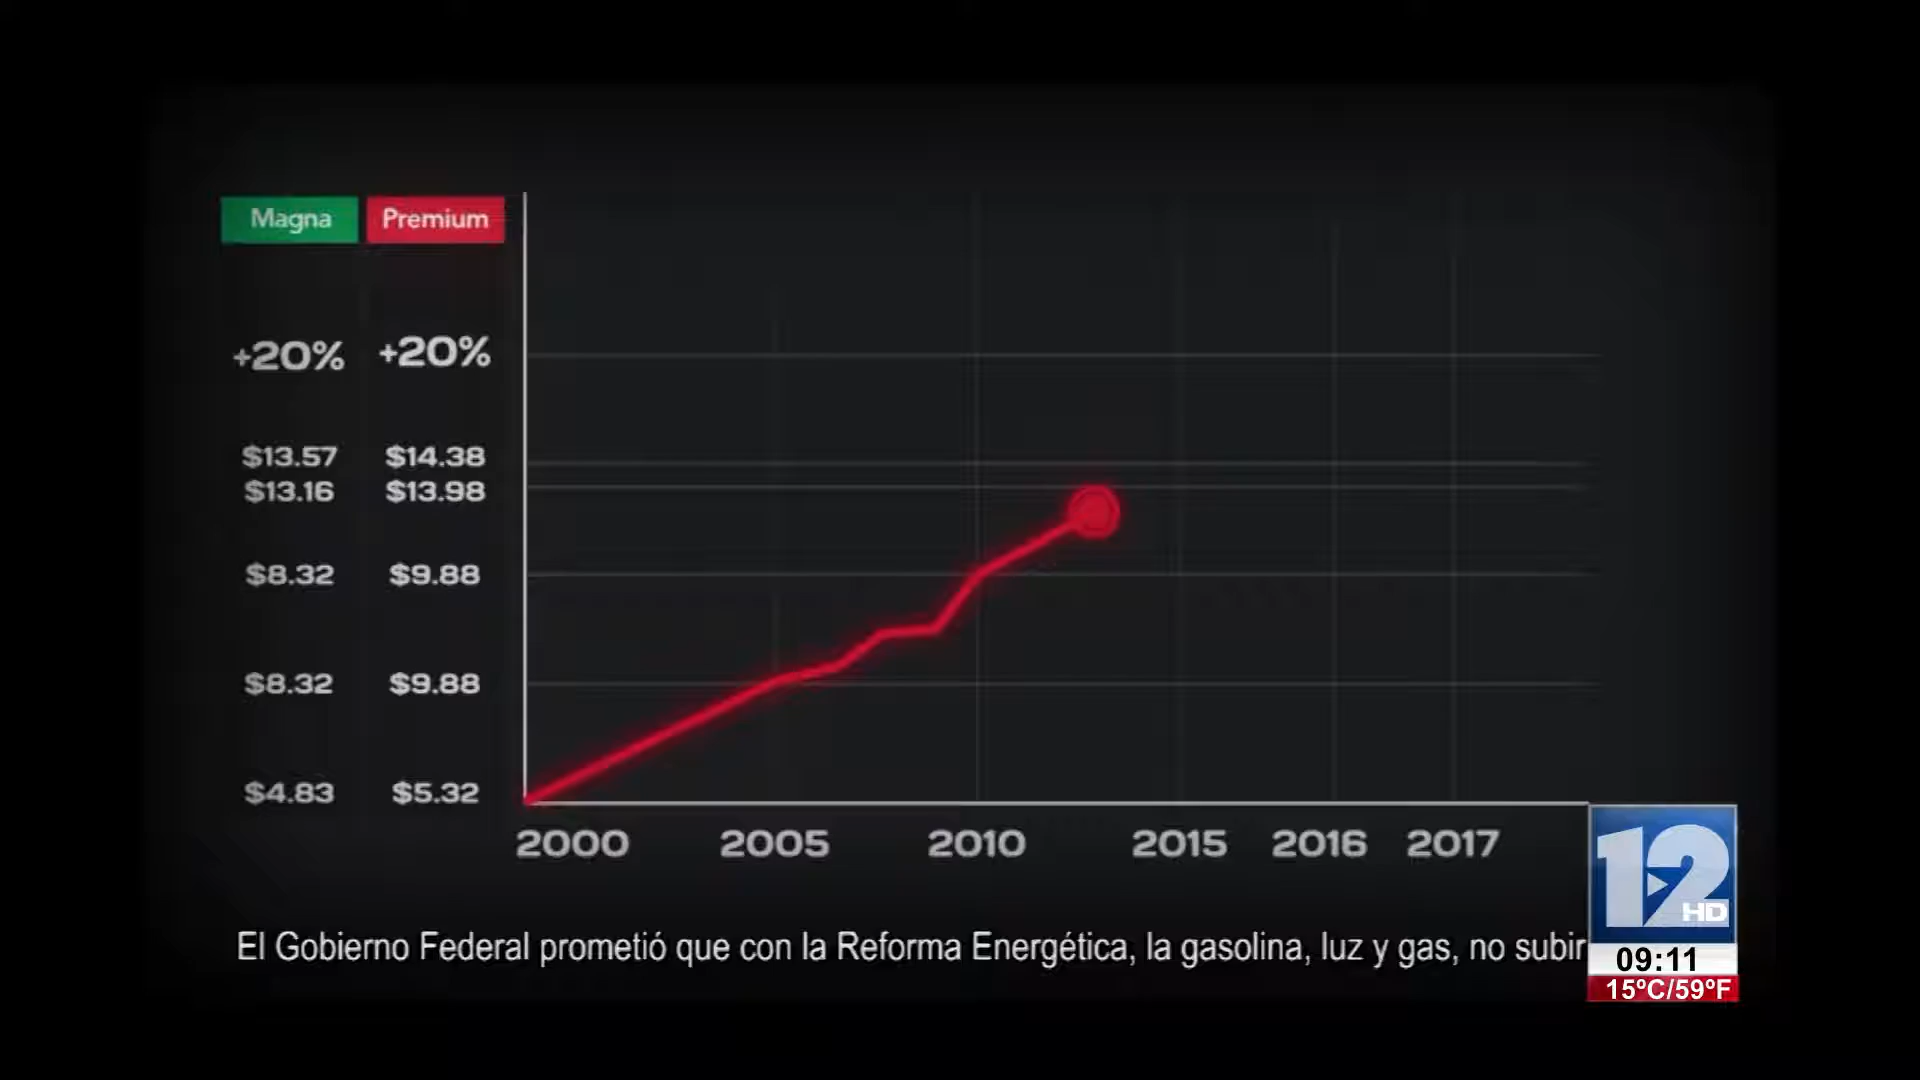 Magna Premium
+20% +20%
$13.57 $14.38
$13.16 $13.98
$8.32 $9.88
$8.32 $9.88
$4.83 $5.32
2000 2005 2010 2015 2016 2017
El Gobierno Federal prometió que con la Reforma Energética, la gasolina, luz y gas, no subir
12
HD
09:11
15ºC/59ºF